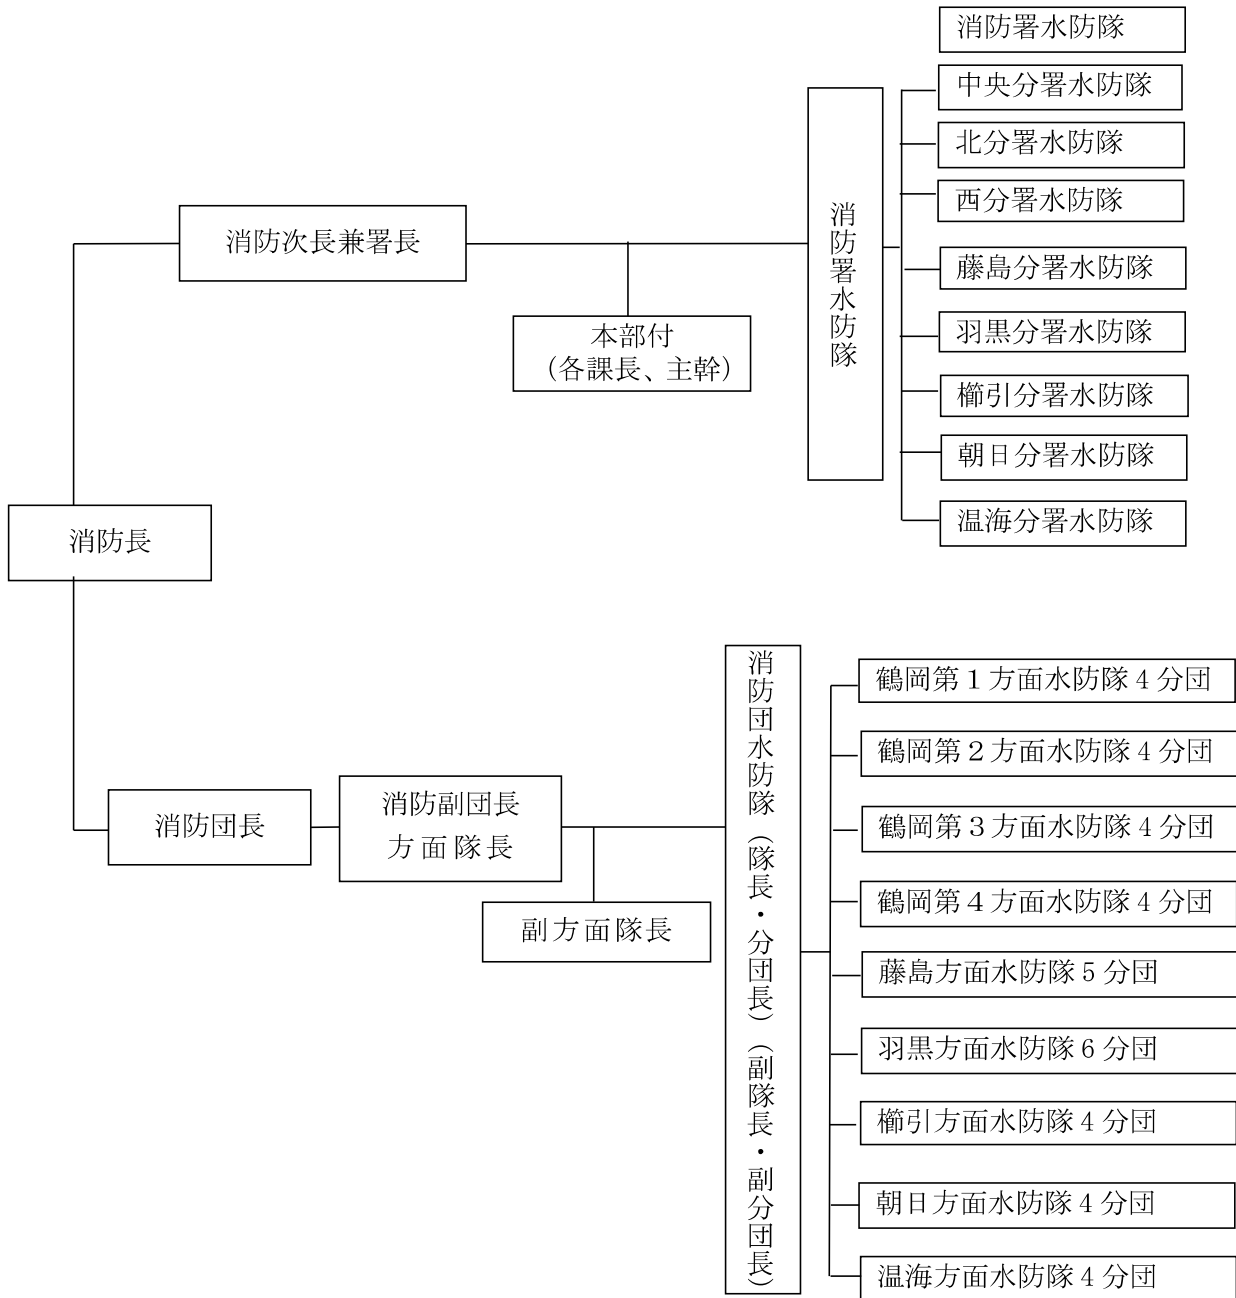 消防署水防隊
中央分署水防隊
北分署水防隊
西分署水防隊
藤島分署水防隊
羽黒分署水防隊
櫛引分署水防隊
朝日分署水防隊
温海分署水防隊
消防署水防隊
消防次長兼署長
本部付
（各課長、主幹）
消防長
消防団長
消防副団長
方面隊長
副方面隊長
消防団水防隊（隊長・分団長）（副隊長・副分団長）
鶴岡第１方面水防隊４分団
鶴岡第２方面水防隊４分団
鶴岡第３方面水防隊４分団
鶴岡第４方面水防隊４分団
藤島方面水防隊５分団
羽黒方面水防隊６分団
櫛引方面水防隊４分団
朝日方面水防隊４分団
温海方面水防隊４分団